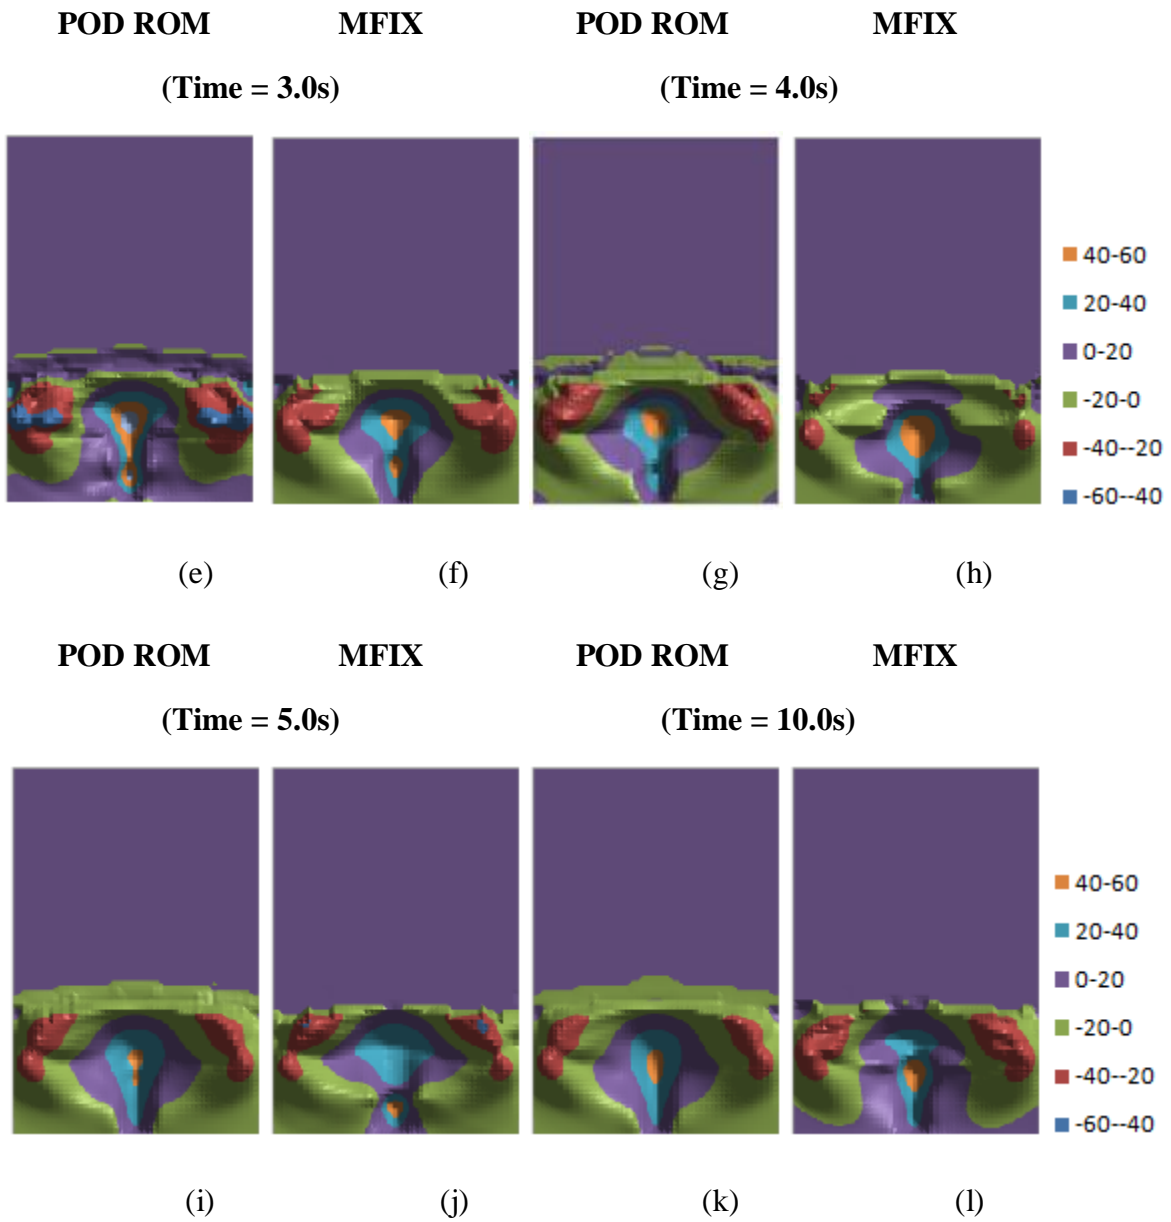 POD ROM MFIX POD ROM MFIX
(Time = 3.0s) (Time = 4.0s)
40-60
20-40
0-20
-20-0
-40--20
-60--40
(e) (f) (g) (h)
POD ROM MFIX POD ROM MFIX
(Time = 5.0s) (Time = 10.0s)
40-60
20-40
0-20
-20-0
-40--20
-60--40
(i) (j) (k) (l)